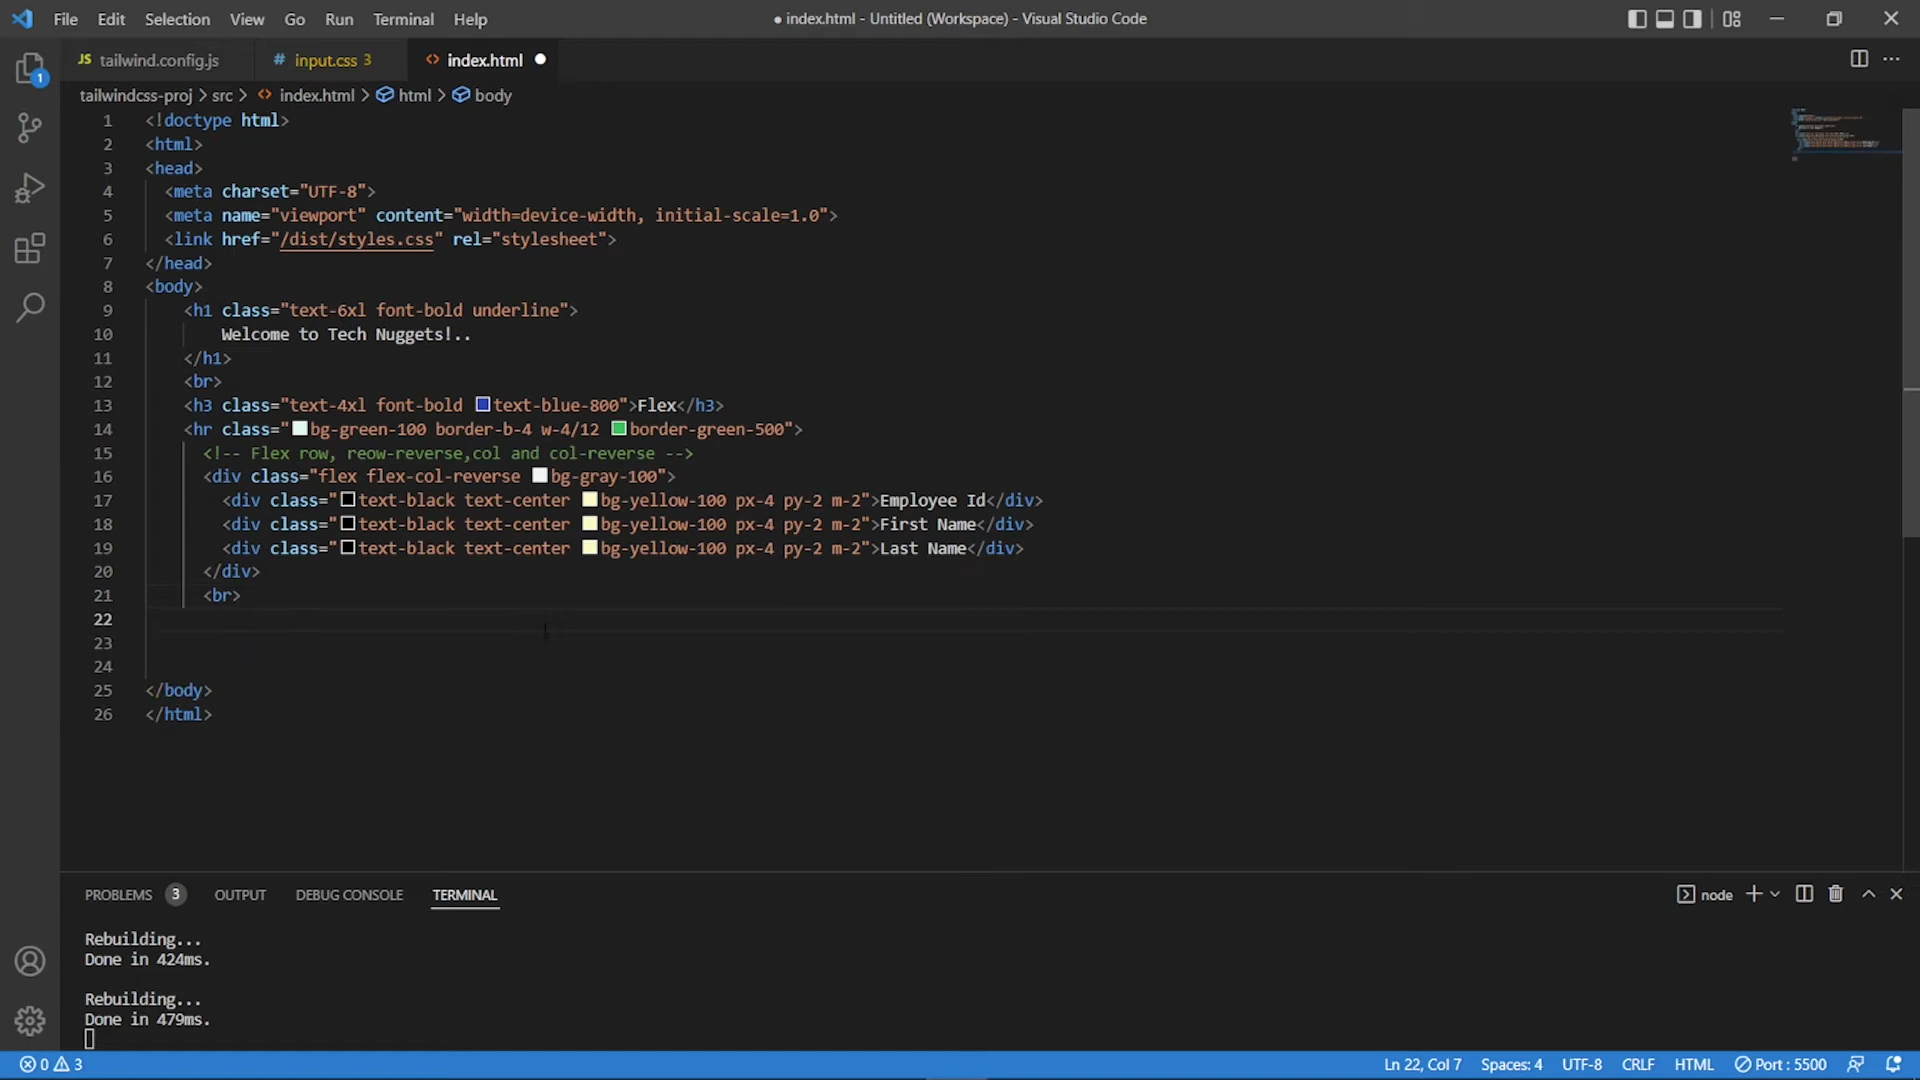 File Edit Selection View Go Run Terminal Help
● index.html - Untitled (Workspace) - Visual Studio Code
JS tailwind.config.js
# input.css 3
<> index.html ●
tailwindcss-proj > src > <> index.html > html > body
1 <!doctype html>
2 <html>
3 <head>
4 <meta charset="UTF-8">
5 <meta name="viewport" content="width=device-width, initial-scale=1.0">
6 <link href="/dist/styles.css" rel="stylesheet">
7 </head>
8 <body>
9 <h1 class="text-6xl font-bold underline">
10 Welcome to Tech Nuggets!..
11 </h1>
12 <br>
13 <h3 class="text-4xl font-bold text-blue-800">Flex</h3>
14 <hr class="bg-green-100 border-b-4 w-4/12 border-green-500">
15 <!-- Flex row, reow-reverse,col and col-reverse -->
16 <div class="flex flex-col-reverse bg-gray-100">
17 <div class="text-black text-center bg-yellow-100 px-4 py-2 m-2">Employee Id</div>
18 <div class="text-black text-center bg-yellow-100 px-4 py-2 m-2">First Name</div>
19 <div class="text-black text-center bg-yellow-100 px-4 py-2 m-2">Last Name</div>
20 </div>
21 <br>
22
23
24
25 </body>
26 </html>
1
PROBLEMS 3 OUTPUT DEBUG CONSOLE TERMINAL
node
Rebuilding...
Done in 424ms.
Rebuilding...
Done in 479ms.
0 3
Ln 22, Col 7 Spaces: 4 UTF-8 CRLF HTML Port : 5500